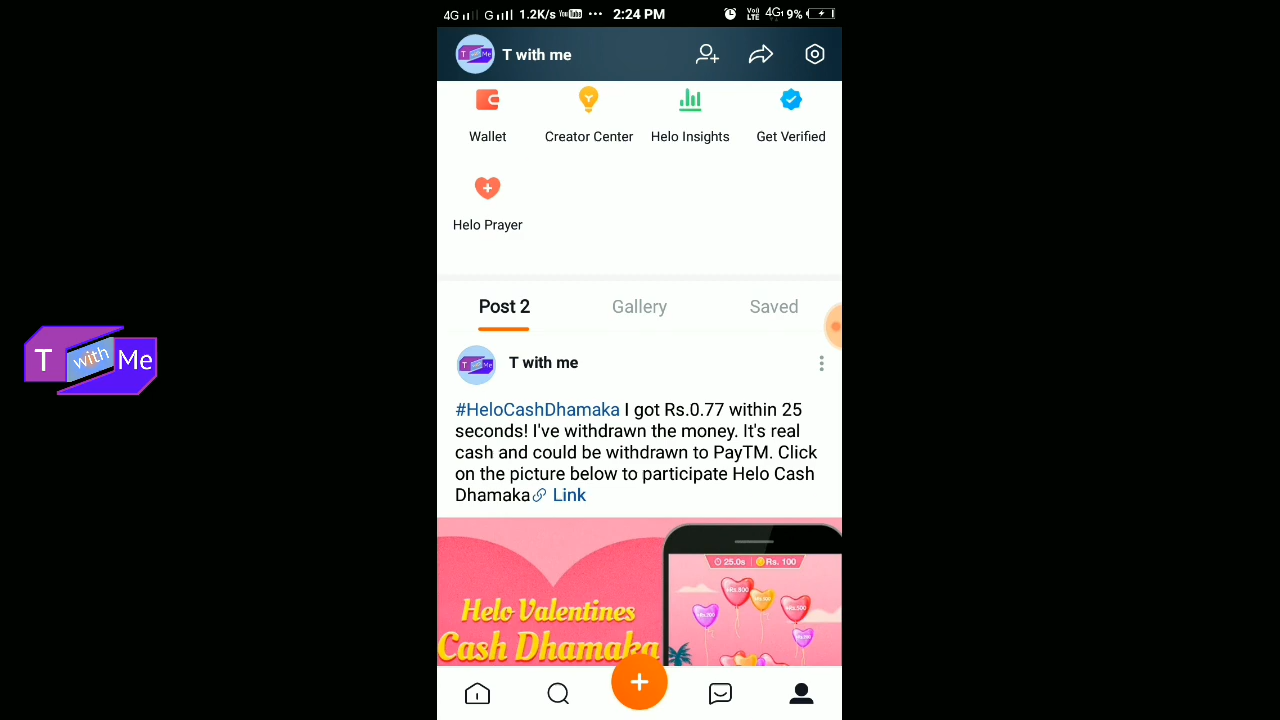 4G G 1.2K/s YouTube ••• 2:24 PM VoLTE 4G 9%
T with me
Wallet Creator Center Helo Insights Get Verified
Helo Prayer
Post 2 Gallery Saved
T with me
#HeloCashDhamaka I got Rs.0.77 within 25
seconds! I've withdrawn the money. It's real
cash and could be withdrawn to PayTM. Click
on the picture below to participate Helo Cash
Dhamaka Link
25.0s Rs. 100
Helo Valentines
Cash Dhamaka
T with Me